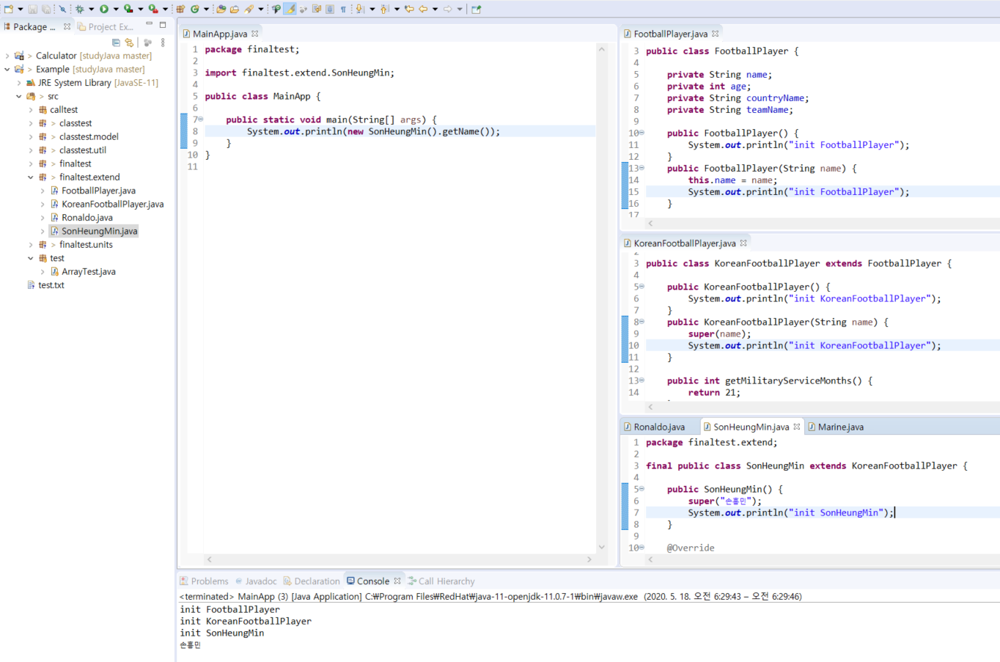 Package ...
Project Ex...
> Calculator [studyJava master]
> Example [studyJava master]
JRE System Library [JavaSE-11]
> src
calltest
> classtest
> classtest.model
> classtest.util
> finaltest
> finaltest.extend
FootballPlayer.java
KoreanFootballPlayer.java
Ronaldo.java
SonHeungMin.java
> finaltest.units
test
ArrayTest.java
test.txt
MainApp.java
1 package finaltest;
2
3 import finaltest.extend.SonHeungMin;
4
5 public class MainApp {
6
7 public static void main(String[] args) {
8 System.out.println(new SonHeungMin().getName());
9 }
10 }
11
FootballPlayer.java
3 public class FootballPlayer {
4
5 private String name;
6 private int age;
7 private String countryName;
8 private String teamName;
9
10 public FootballPlayer() {
11 System.out.println("init FootballPlayer");
12 }
13 public FootballPlayer(String name) {
14 this.name = name;
15 System.out.println("init FootballPlayer");
16 }
17
KoreanFootballPlayer.java
2
3 public class KoreanFootballPlayer extends FootballPlayer {
4
5 public KoreanFootballPlayer() {
6 System.out.println("init KoreanFootballPlayer");
7 }
8 public KoreanFootballPlayer(String name) {
9 super(name);
10 System.out.println("init KoreanFootballPlayer");
11 }
12
13 public int getMilitaryServiceMonths() {
14 return 21;
Ronaldo.java SonHeungMin.java Marine.java
1 package finaltest.extend;
2
3 final public class SonHeungMin extends KoreanFootballPlayer {
4
5 public SonHeungMin() {
6 super("손흥민");
7 System.out.println("init SonHeungMin");
8 }
9
10 @Override
Problems @ Javadoc Declaration Console Call Hierarchy
<terminated> MainApp (3) [Java Application] C:₩Program Files₩RedHat₩java-11-openjdk-11.0.7-1₩bin₩javaw.exe (2020. 5. 18. 오전 6:29:43 – 오전 6:29:46)
init FootballPlayer
init KoreanFootballPlayer
init SonHeungMin
손흥민